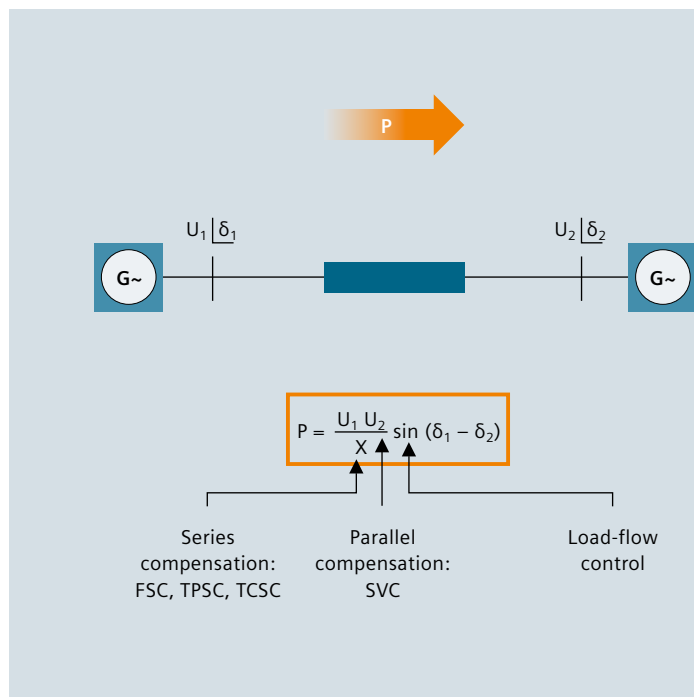 P
U₁ δ₁ U₂ δ₂
G~ G~
P = U₁ U₂ / X sin (δ₁ – δ₂)
Series Parallel Load-flow
compensation: compensation: control
FSC, TPSC, TCSC SVC